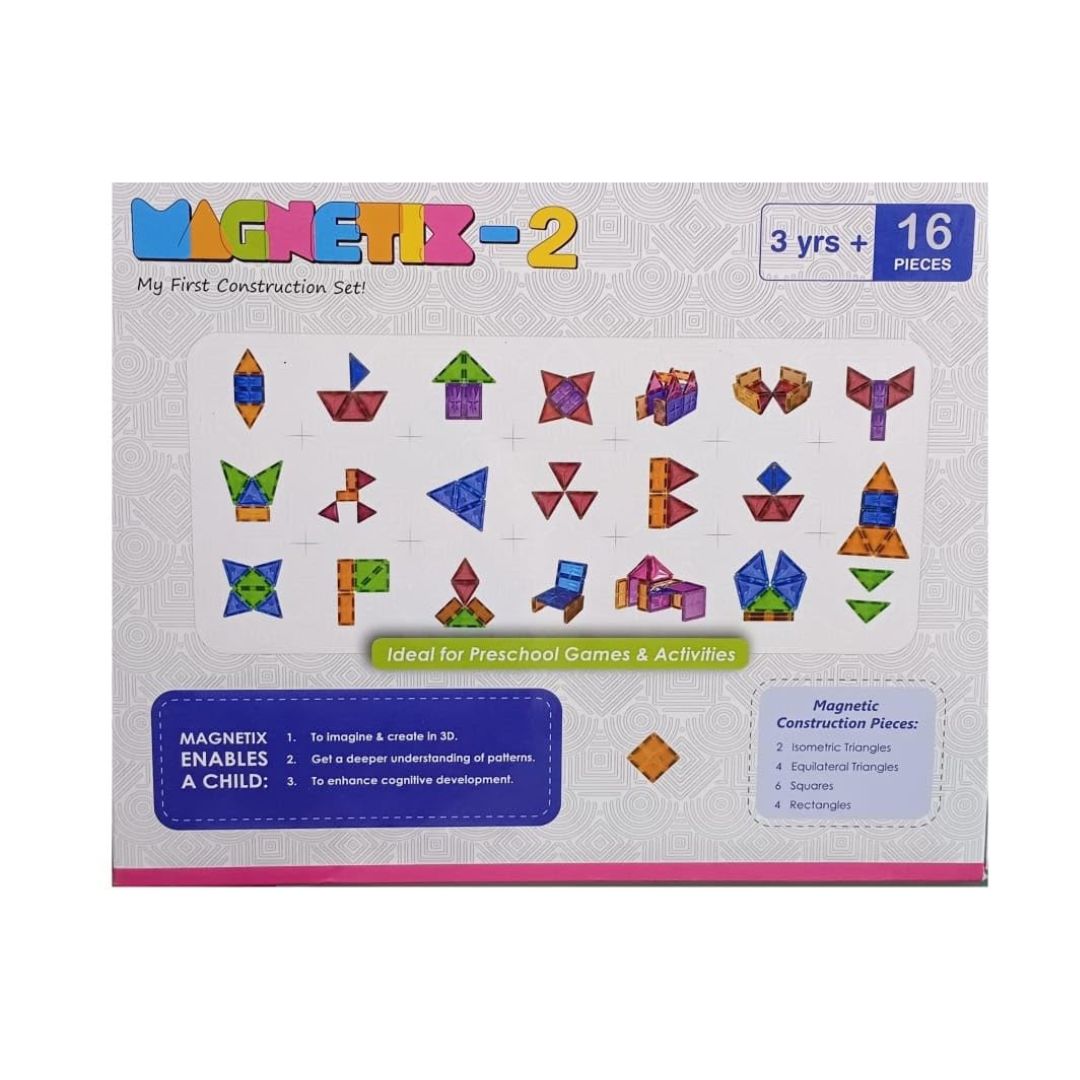 MAGNETIX-2
My First Construction Set!
3 yrs +
16
PIECES
Ideal for Preschool Games & Activities
MAGNETIX
ENABLES
A CHILD:
1. To imagine & create in 3D.
2. Get a deeper understanding of patterns.
3. To enhance cognitive development.
Magnetic
Construction Pieces:
2 Isometric Triangles
4 Equilateral Triangles
6 Squares
4 Rectangles